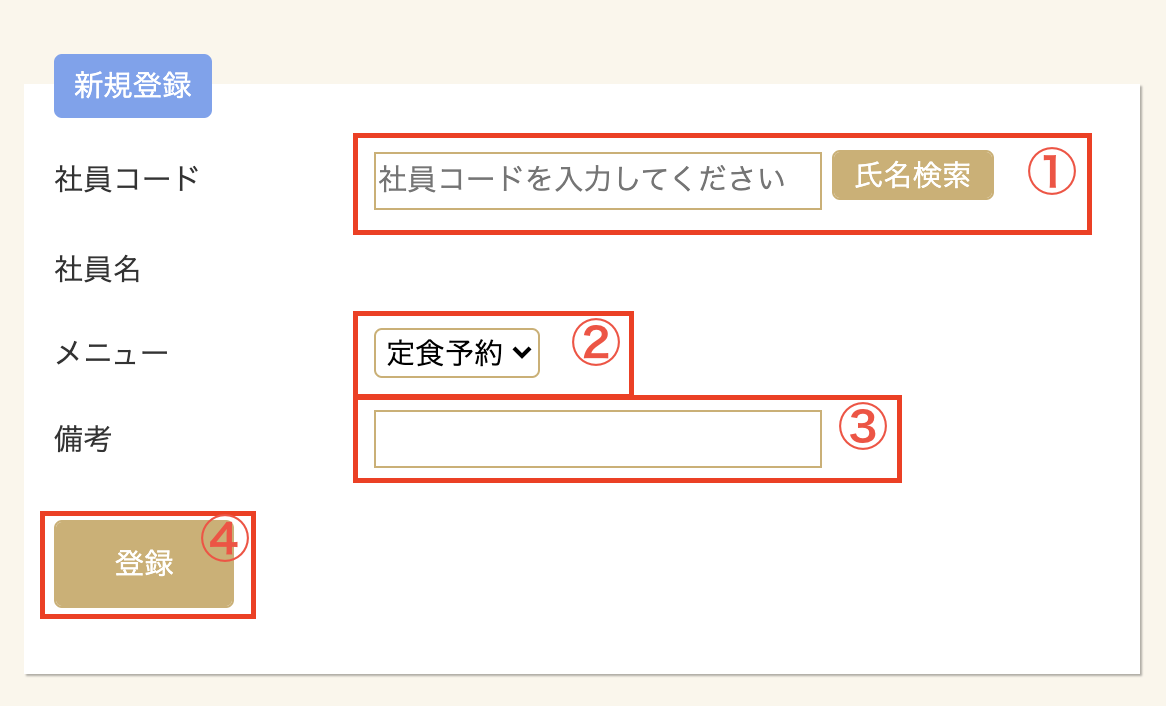 新規登録
社員コード 社員コードを入力してください 氏名検索 ①
社員名
メニュー 定食予約 ②
備考 ③
登録 ④